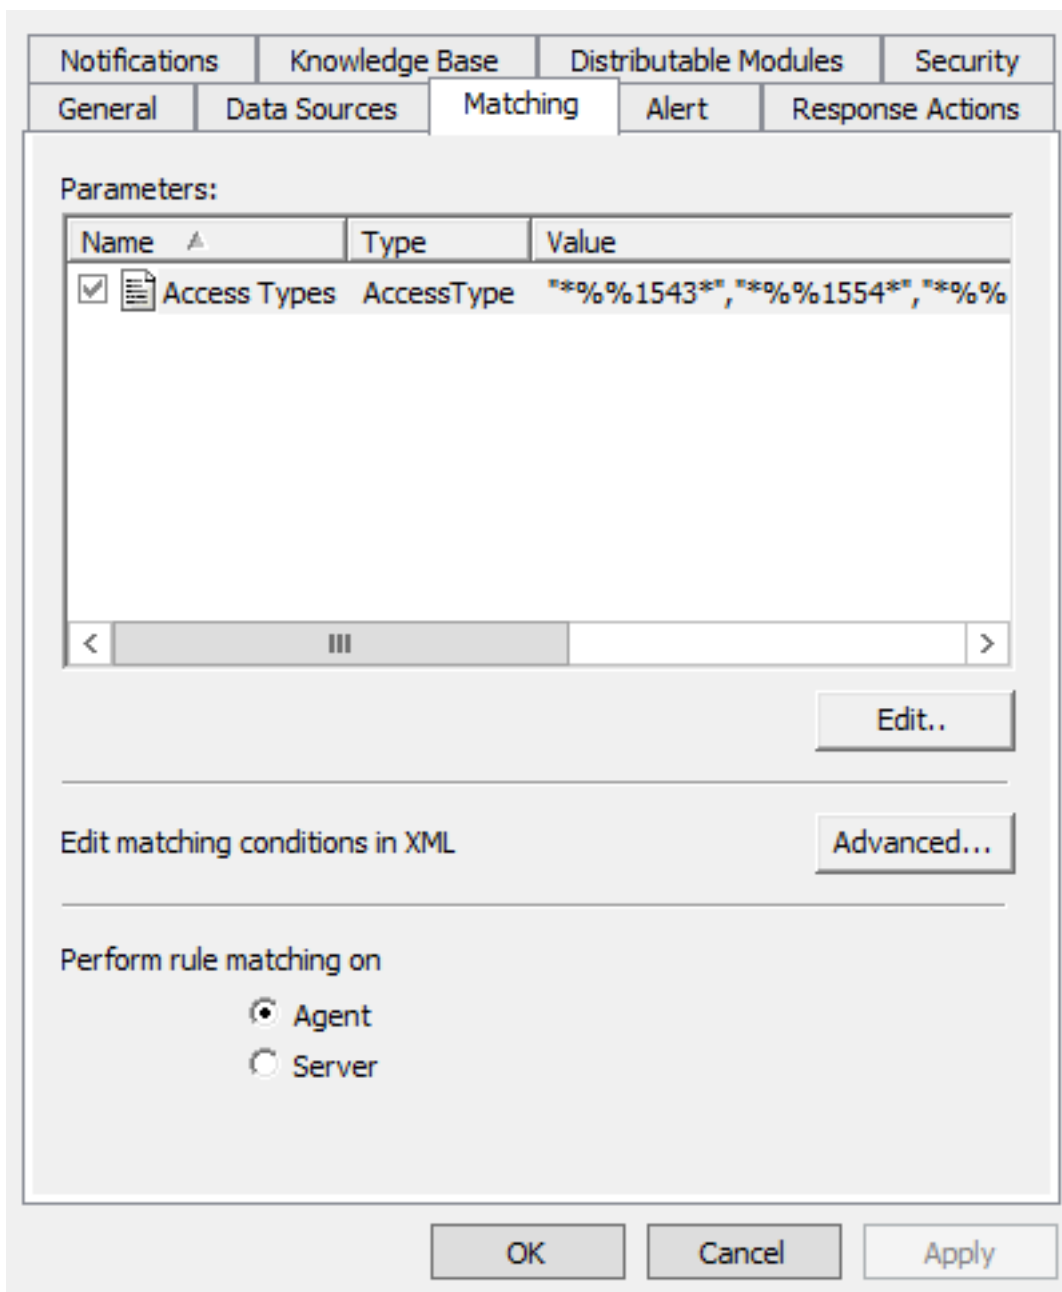 Notifications Knowledge Base Distributable Modules Security
General Data Sources Matching Alert Response Actions
Parameters:
Name Type Value
Access Types AccessType "*%%1543*","*%%1554*","*%%
Edit..
Edit matching conditions in XML Advanced...
Perform rule matching on
Agent
Server
OK Cancel Apply